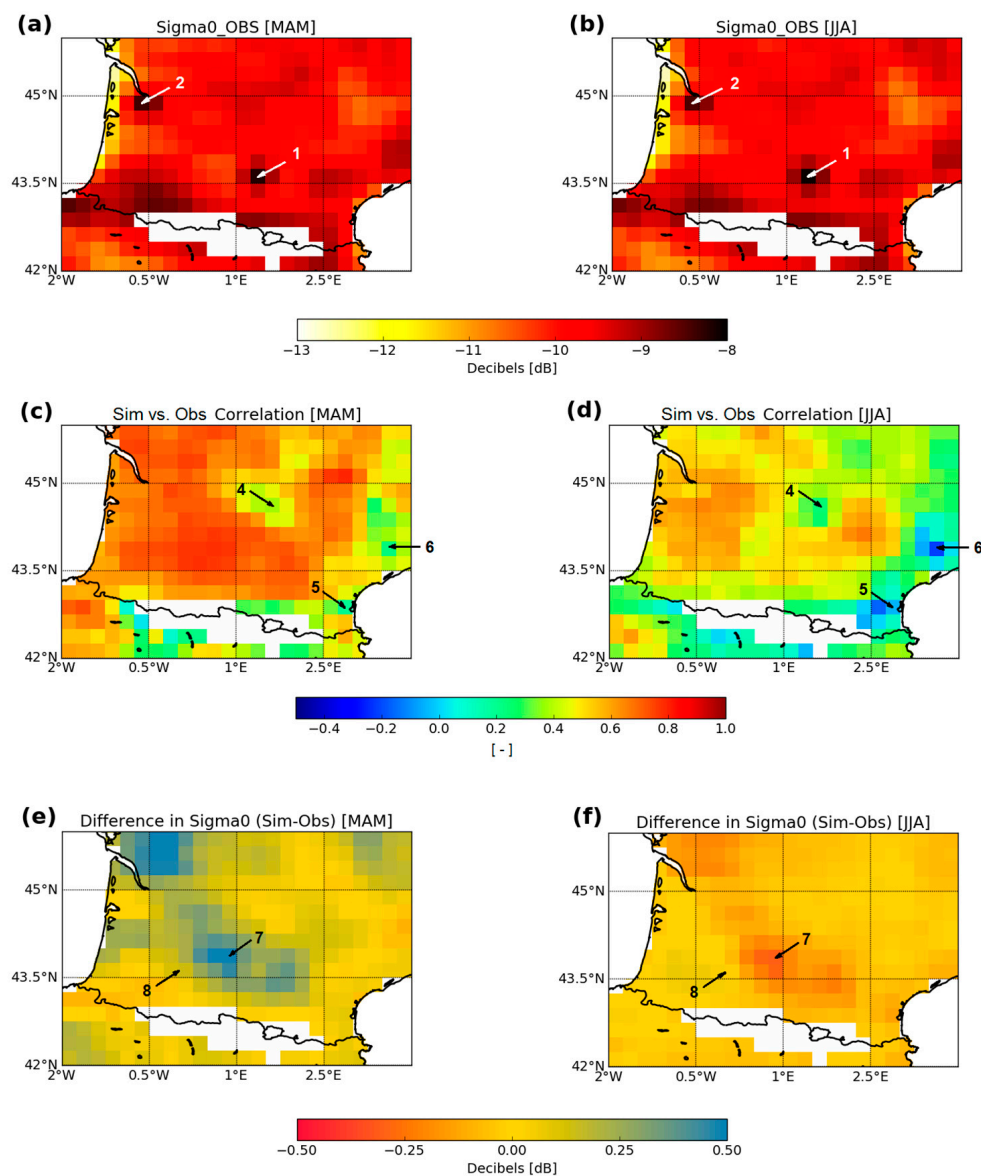 (a)
Sigma0_OBS [MAM]
(b)
Sigma0_OBS [JJA]
2
2
45°N
45°N
1
1
43.5°N
43.5°N
42°N
42°N
2°W 0.5°W 1°E 2.5°E
2°W 0.5°W 1°E 2.5°E
−13 −12 −11 −10 −9 −8
Decibels [dB]
(c)
Sim vs. Obs Correlation [MAM]
(d)
Sim vs. Obs Correlation [JJA]
45°N
4
45°N
4
6
6
43.5°N
5
43.5°N
5
42°N
42°N
2°W 0.5°W 1°E 2.5°E
2°W 0.5°W 1°E 2.5°E
−0.4 −0.2 0.0 0.2 0.4 0.6 0.8 1.0
[ - ]
(e)
Difference in Sigma0 (Sim-Obs) [MAM]
(f)
Difference in Sigma0 (Sim-Obs) [JJA]
45°N
45°N
7
7
43.5°N
8
43.5°N
8
42°N
42°N
2°W 0.5°W 1°E 2.5°E
2°W 0.5°W 1°E 2.5°E
−0.50 −0.25 0.00 0.25 0.50
Decibels [dB]